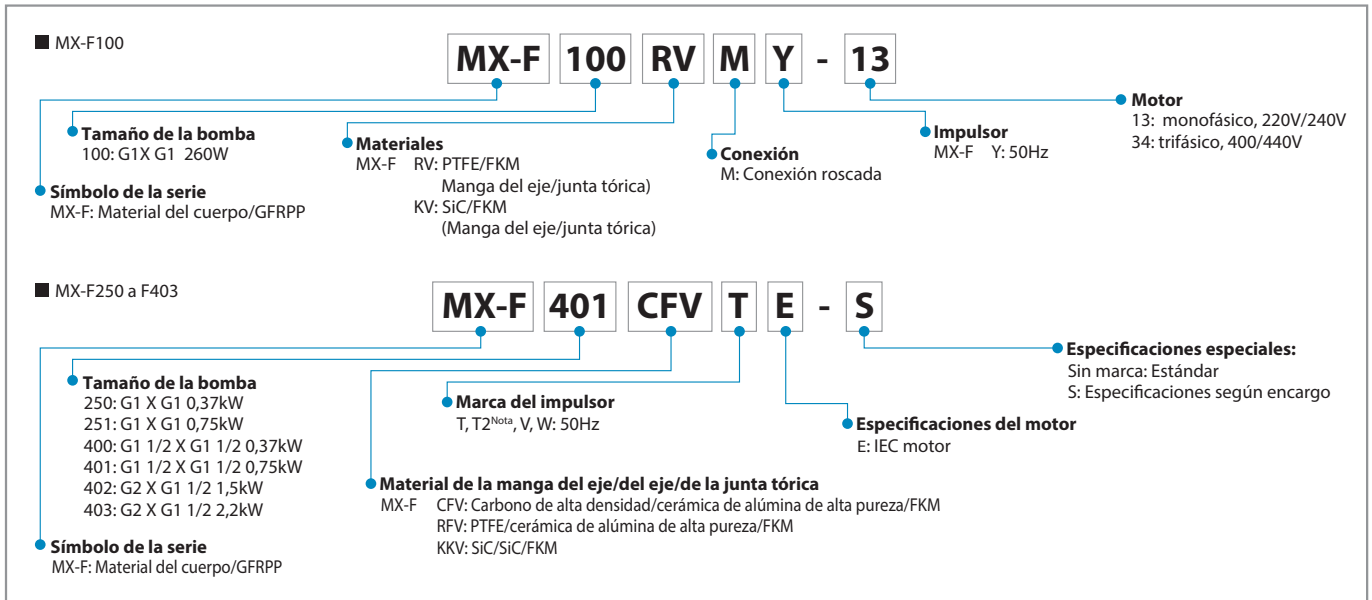 ■ MX-F100
MX-F 100 RV M Y - 13
Motor
13: monofásico, 220V/240V
34: trifásico, 400/440V
Impulsor
MX-F Y: 50Hz
Conexión
M: Conexión roscada
Materiales
MX-F RV: PTFE/FKM
Manga del eje/junta tórica)
KV: SiC/FKM
(Manga del eje/junta tórica)
Tamaño de la bomba
100: G1X G1 260W
Símbolo de la serie
MX-F: Material del cuerpo/GFRPP
■ MX-F250 a F403
MX-F 401 CFV T E - S
Especificaciones especiales:
Sin marca: Estándar
S: Especificaciones según encargo
Especificaciones del motor
E: IEC motor
Marca del impulsor
T, T2Nota, V, W: 50Hz
Material de la manga del eje/del eje/de la junta tórica
MX-F CFV: Carbono de alta densidad/cerámica de alúmina de alta pureza/FKM
RFV: PTFE/cerámica de alúmina de alta pureza/FKM
KKV: SiC/SiC/FKM
Tamaño de la bomba
250: G1 X G1 0,37kW
251: G1 X G1 0,75kW
400: G1 1/2 X G1 1/2 0,37kW
401: G1 1/2 X G1 1/2 0,75kW
402: G2 X G1 1/2 1,5kW
403: G2 X G1 1/2 2,2kW
Símbolo de la serie
MX-F: Material del cuerpo/GFRPP